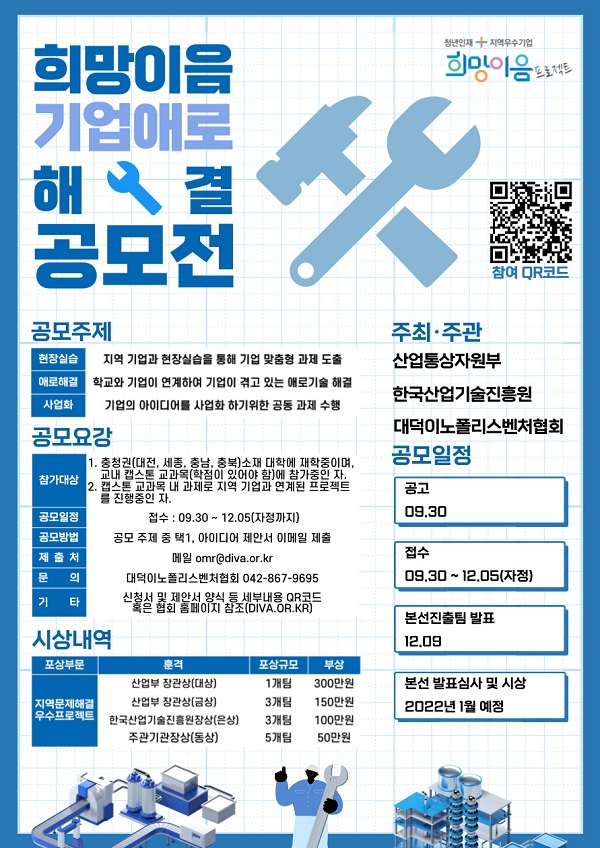 청년인재 + 지역우수기업
희망이음 프로젝트
희망이음
기업애로
해결
공모전
참여 QR코드
공모주제
현장실습 지역 기업과 현장실습을 통해 기업 맞춤형 과제 도출
애로해결 학교와 기업이 연계하여 기업이 겪고 있는 애로기술 해결
사업화 기업의 아이디어를 사업화 하기위한 공동 과제 수행
공모요강
참가대상
1. 충청권(대전, 세종, 충남, 충북)소재 대학에 재학중이며,
교내 캡스톤 교과목(학점이 있어야 함)에 참가중인 자.
2. 캡스톤 교과목 내 과제로 지역 기업과 연계된 프로젝트
를 진행중인 자.
공모일정 접수 : 09.30 ~ 12.05(자정까지)
공모방법 공모 주제 중 택1, 아이디어 제안서 이메일 제출
제 출 처 메일 omr@diva.or.kr
문 의 대덕이노폴리스벤처협회 042-867-9695
기 타 신청서 및 제안서 양식 등 세부내용 QR코드
혹은 협회 홈페이지 참조(DIVA.OR.KR)
시상내역
포상부문 훈격 포상규모 부상
지역문제해결
우수프로젝트
산업부 장관상(대상) 1개팀 300만원
산업부 장관상(금상) 3개팀 150만원
한국산업기술진흥원장상(은상) 3개팀 100만원
주관기관장상(동상) 5개팀 50만원
주최·주관
산업통상자원부
한국산업기술진흥원
대덕이노폴리스벤처협회
공모일정
공고
09.30
접수
09.30 ~ 12.05(자정)
본선진출팀 발표
12.09
본선 발표심사 및 시상
2022년 1월 예정